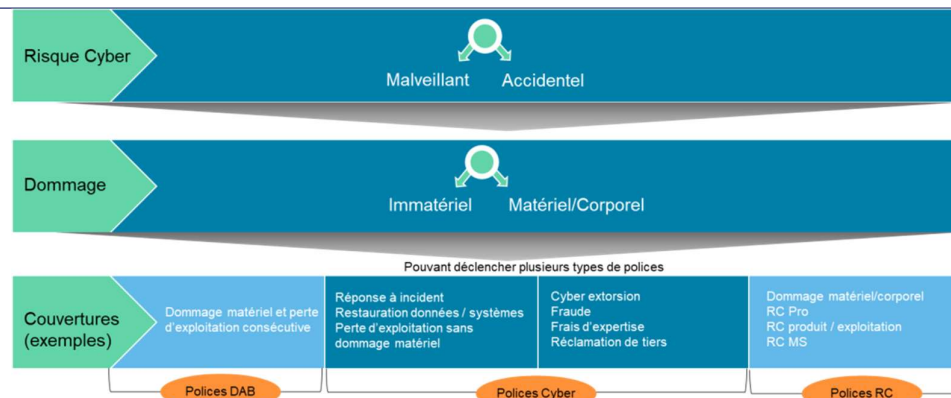 Risque Cyber
Malveillant Accidentel
Dommage
Immatériel Matériel/Corporel
Pouvant déclencher plusieurs types de polices
Couvertures
(exemples)
Dommage matériel et perte
d'exploitation consécutive
Réponse à incident
Restauration données / systèmes
Perte d'exploitation sans
dommage matériel
Cyber extorsion
Fraude
Frais d'expertise
Réclamation de tiers
Dommage matériel/corporel
RC Pro
RC produit / exploitation
RC MS
Polices DAB
Polices Cyber
Polices RC